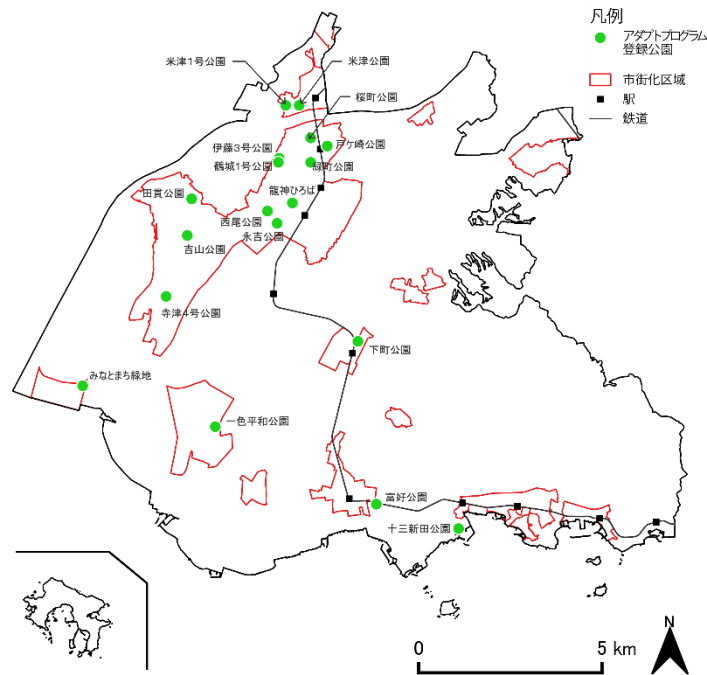 凡例
アダプトプログラム
登録公園
市街化区域
駅
鉄道
米津1号公園
米津公園
桜町公園
伊藤3号公園
戸ケ崎公園
鶴城1号公園
緑町公園
田貫公園
龍神ひろば
西尾公園
永吉公園
吉山公園
寺津4号公園
下町公園
みなとまち緑地
一色平和公園
富好公園
十三新田公園
N
0
5 km